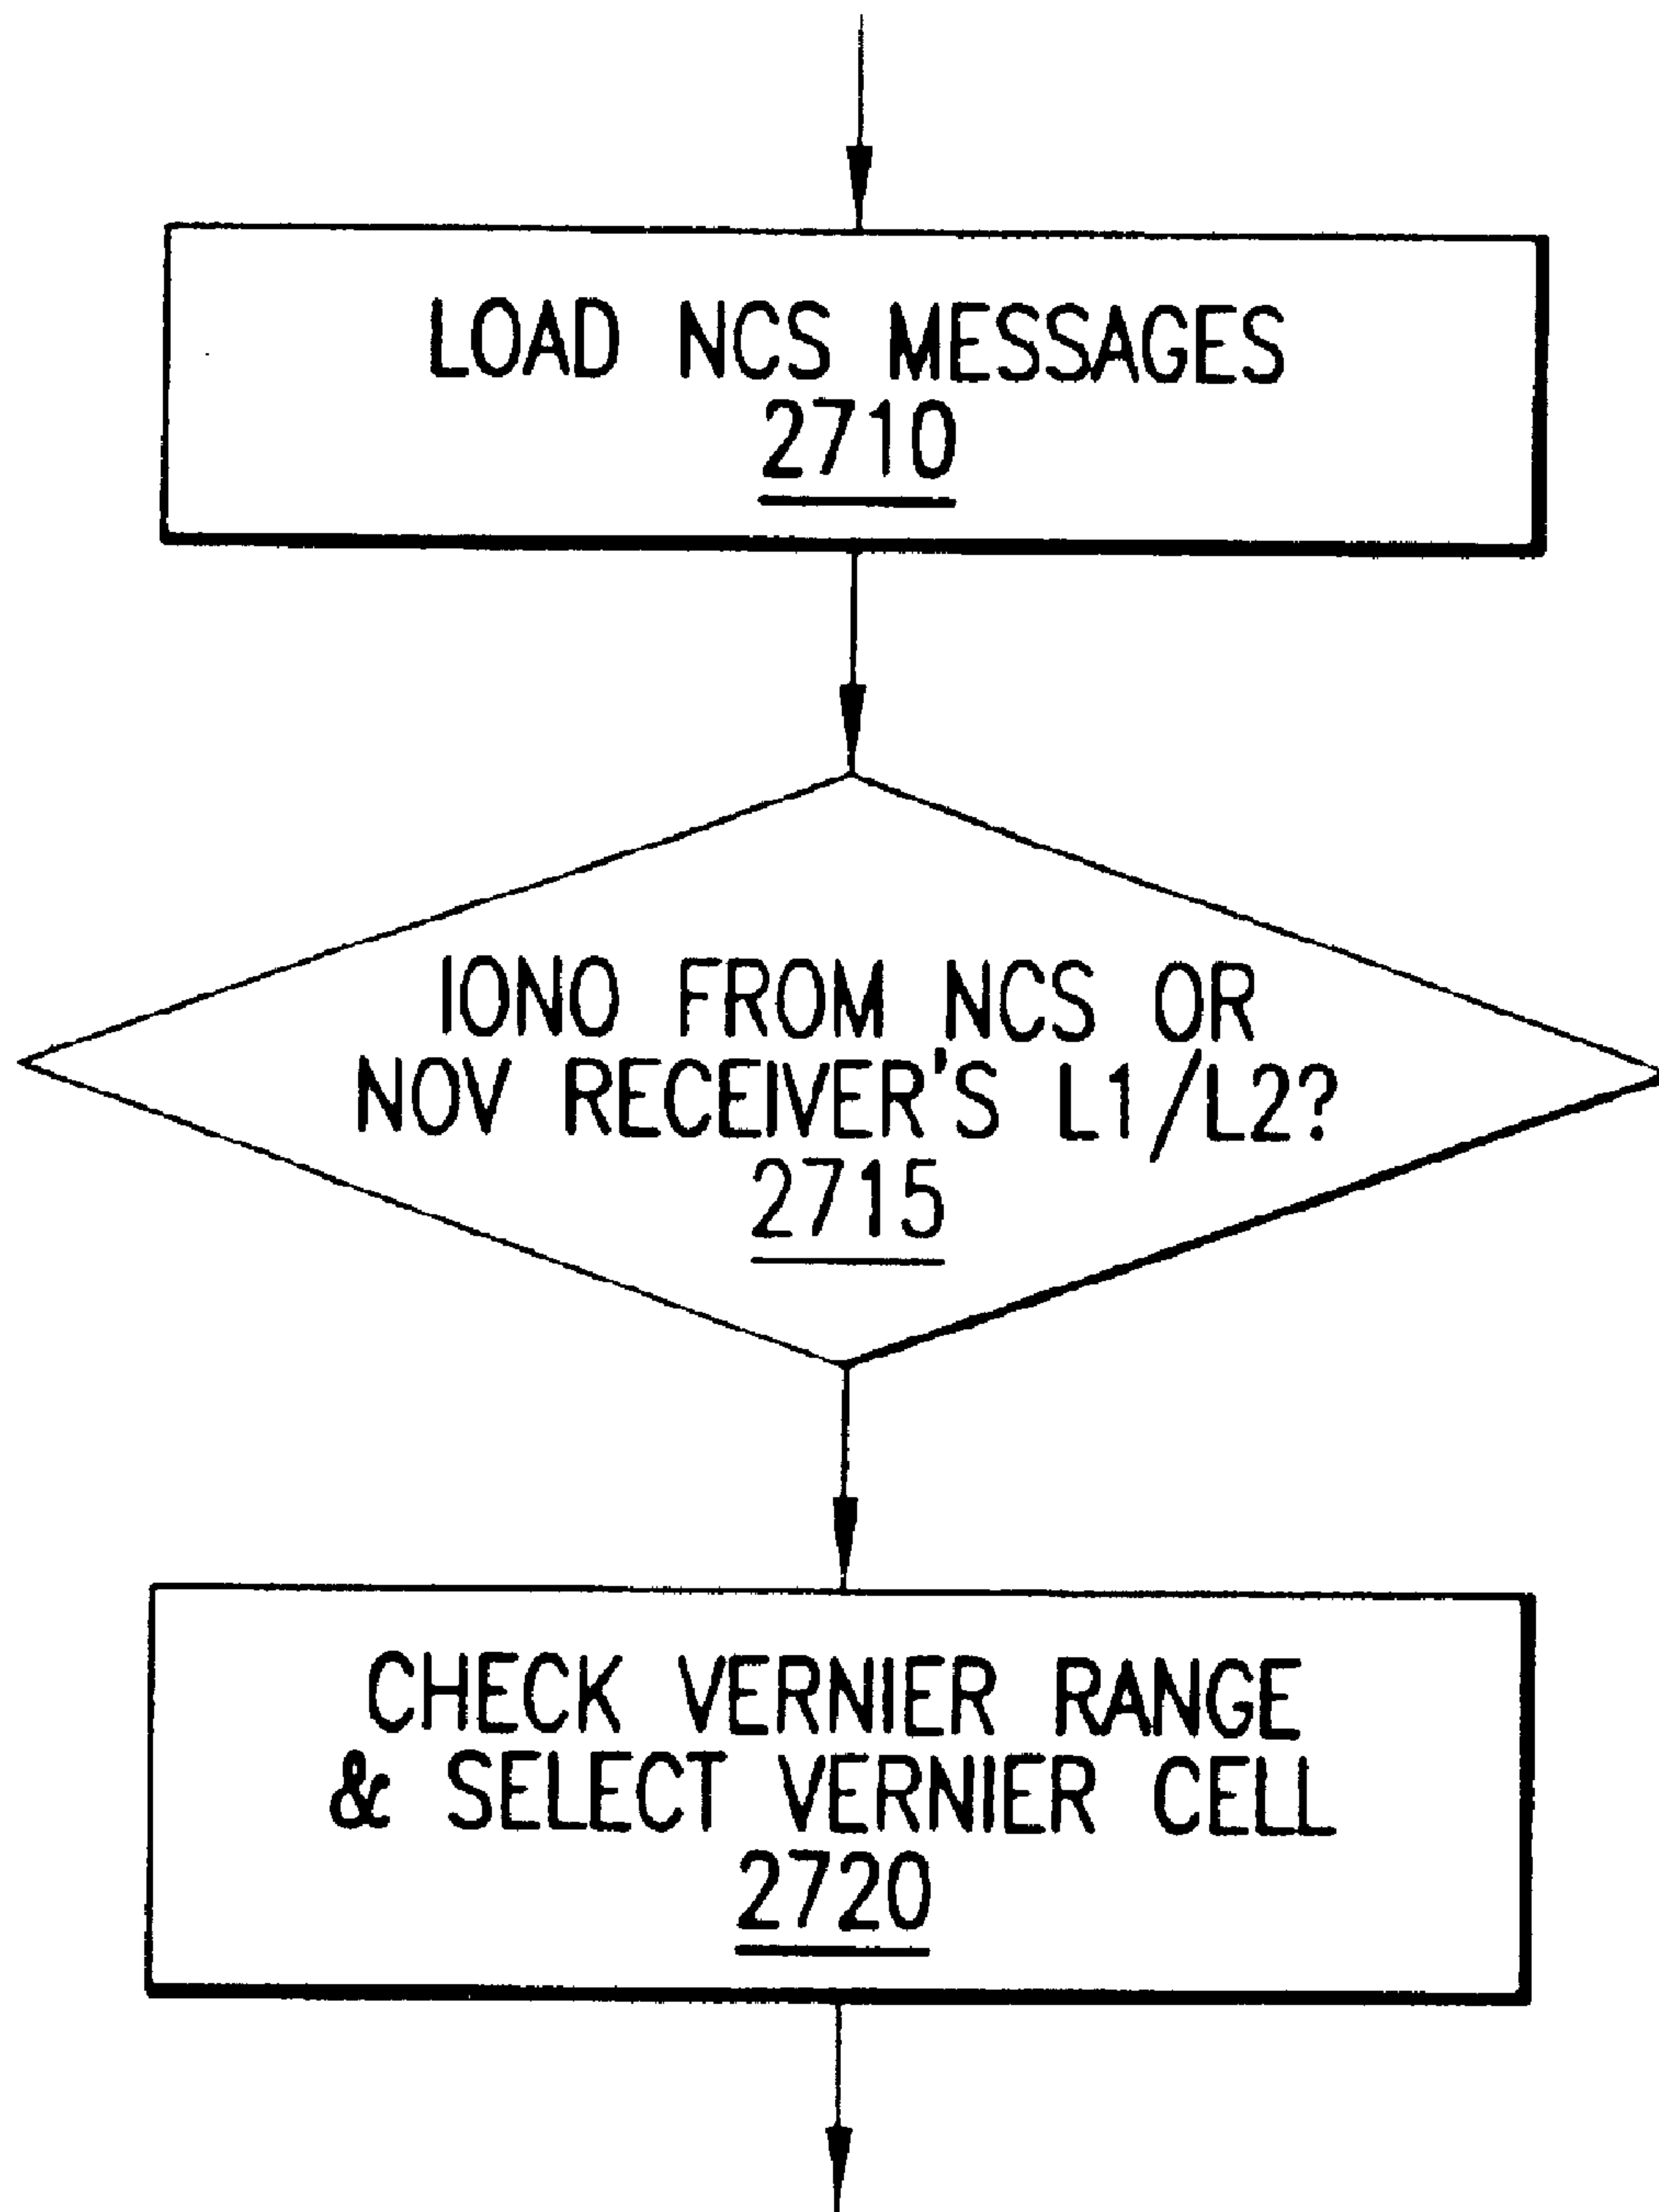 LOAD NCS MESSAGES
2710
IONO FROM NCS OR
NOV RECEIVER'S L1/L2?
2715
CHECK VERNIER RANGE
& SELECT VERNIER CELL
2720